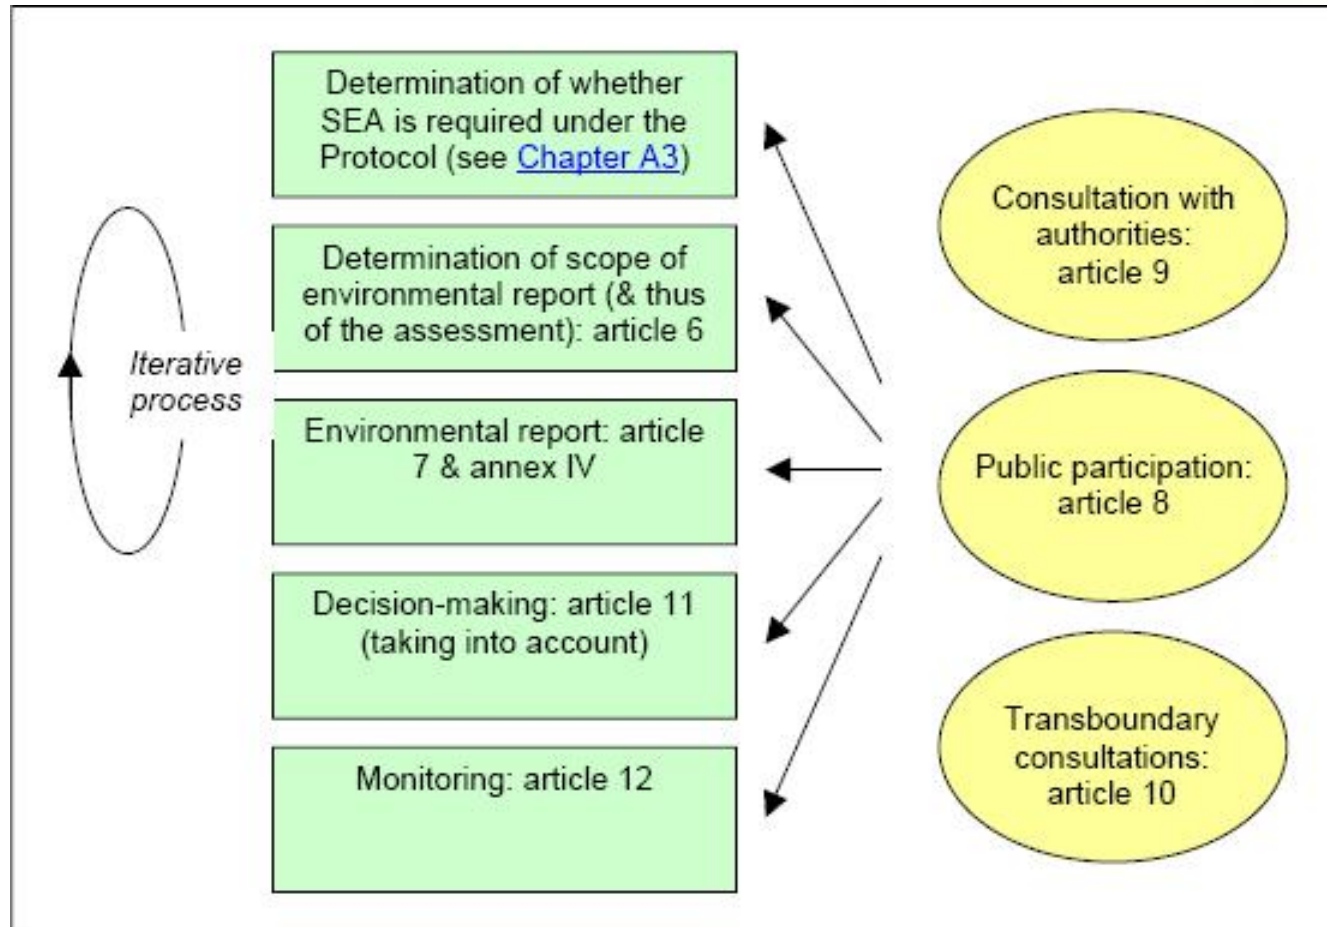 Determination of whether
SEA is required under the
Protocol (see Chapter A3)
Determination of scope of
environmental report (& thus
of the assessment): article 6
Iterative
process
Environmental report: article
7 & annex IV
Decision-making: article 11
(taking into account)
Monitoring: article 12
Consultation with
authorities:
article 9
Public participation:
article 8
Transboundary
consultations:
article 10